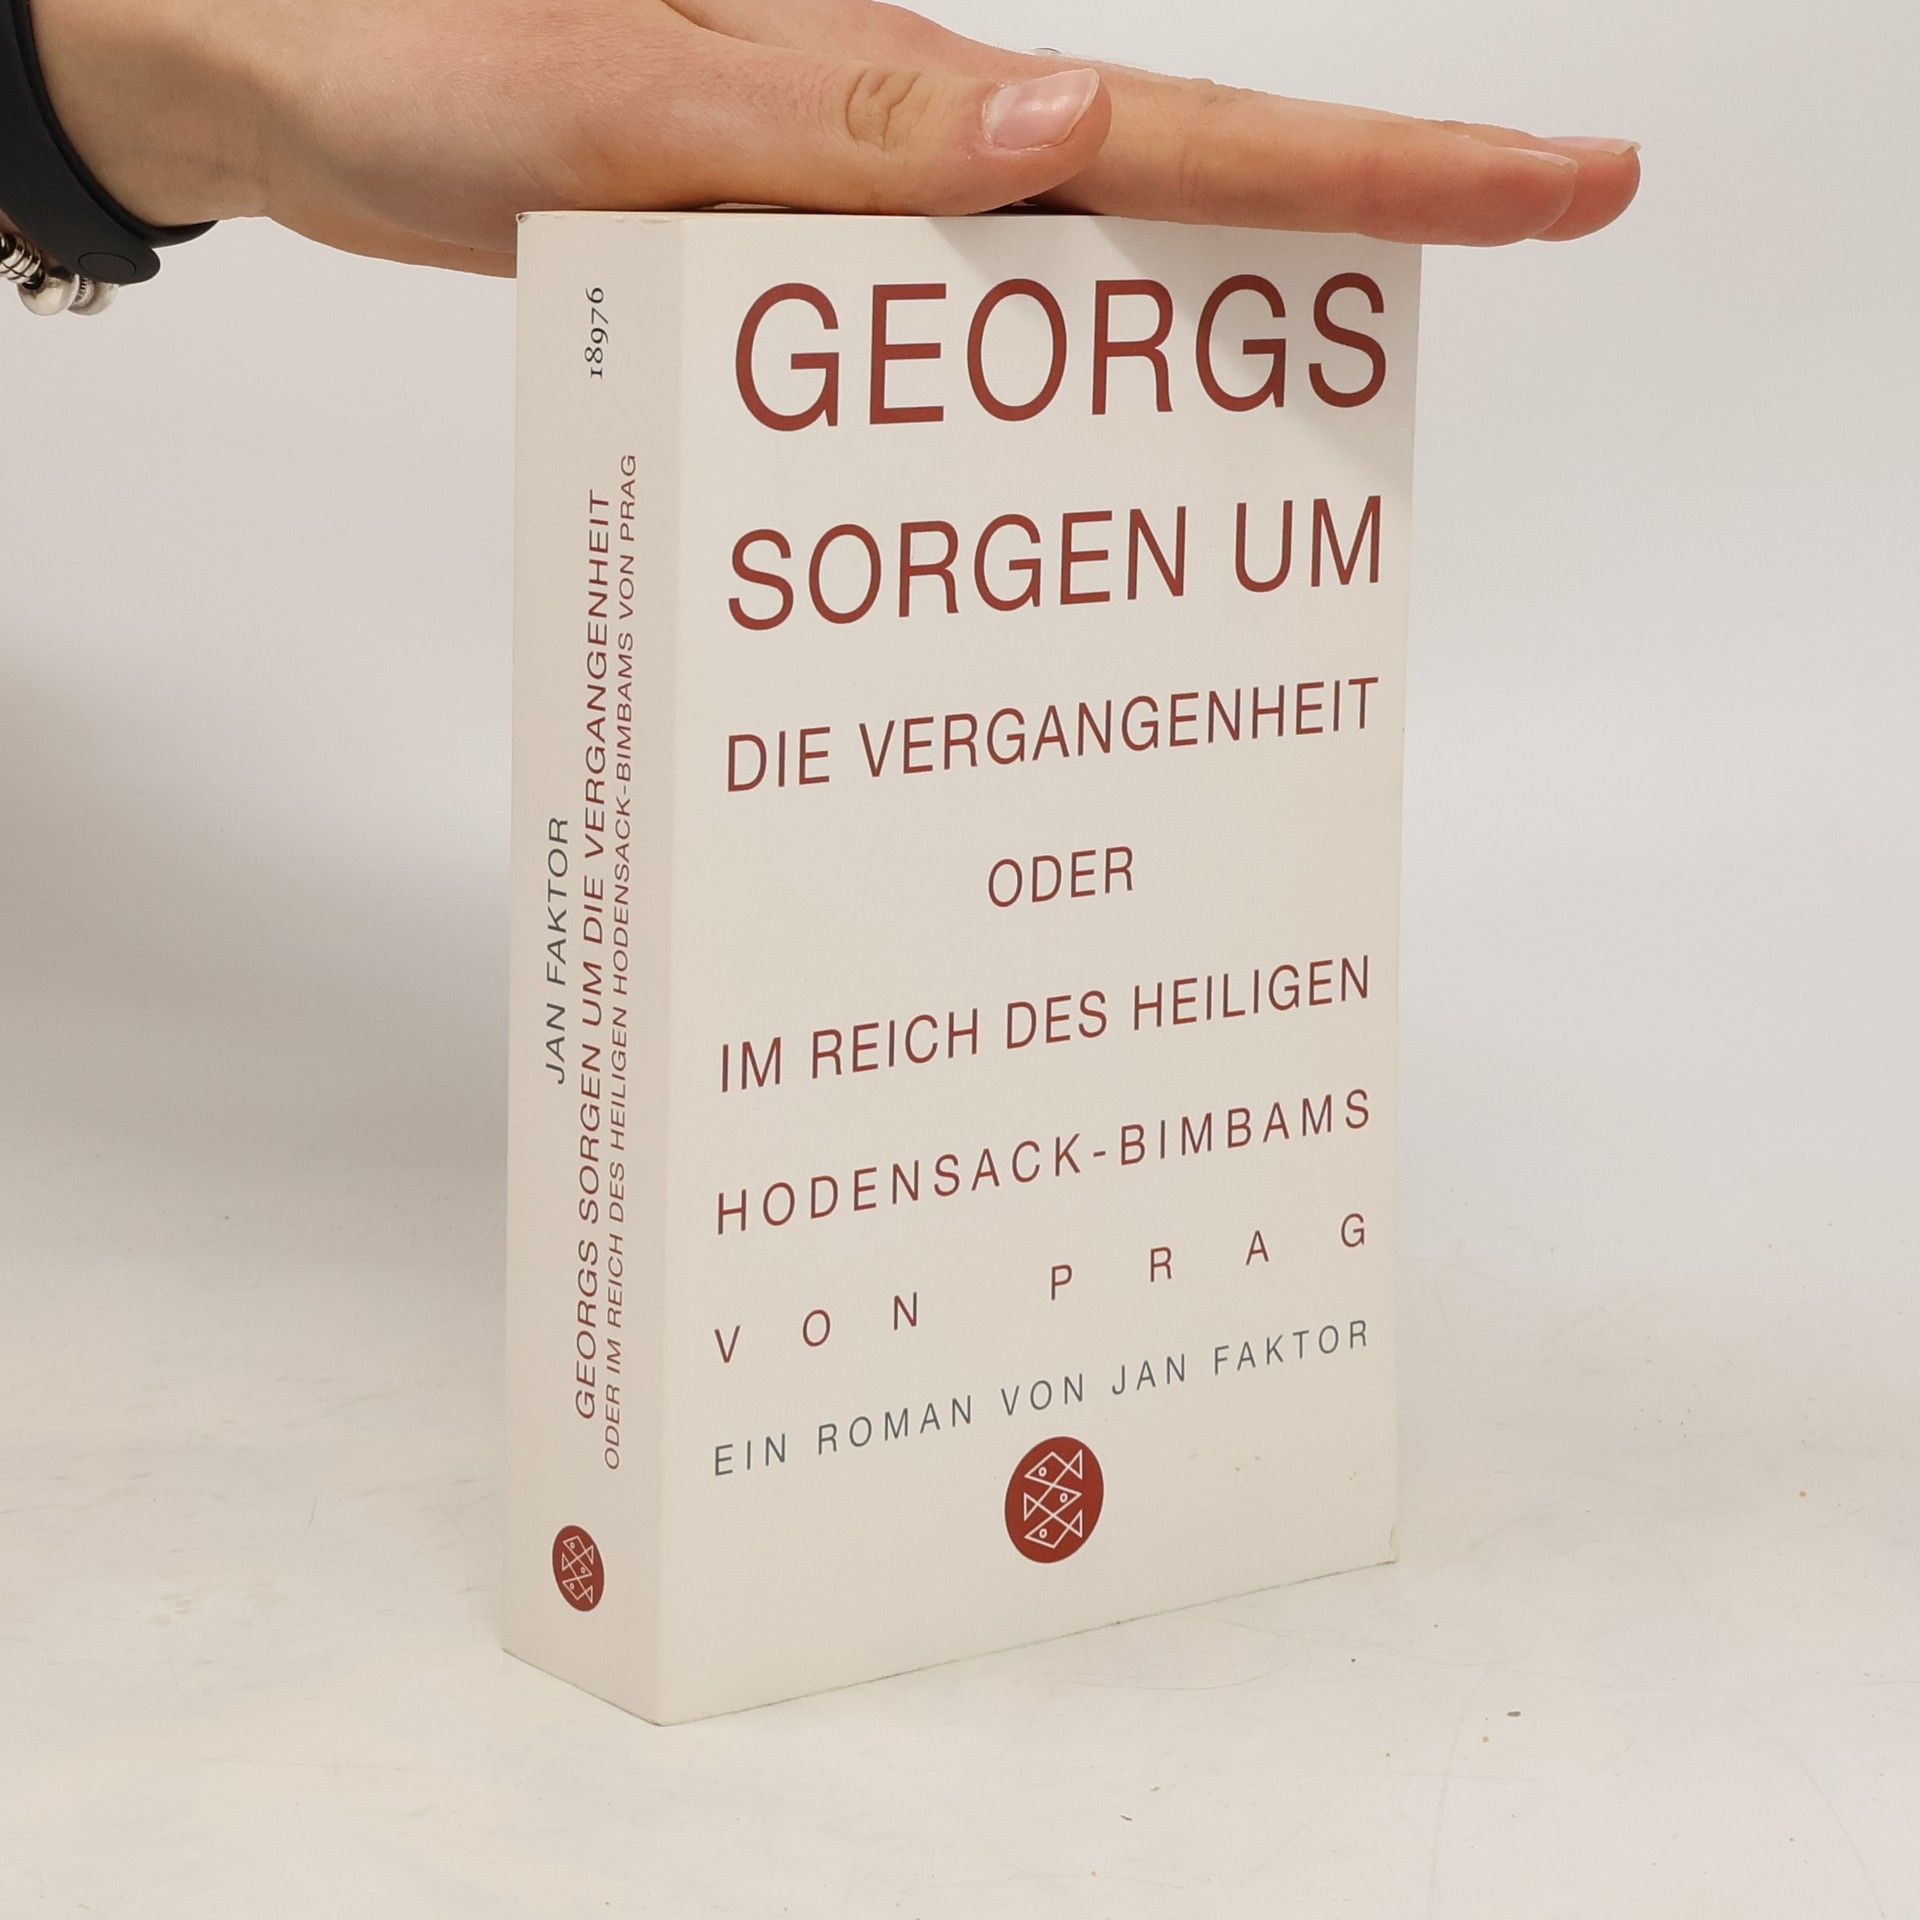 18976
JAN FAKTOR
GEORGS SORGEN UM DIE VERGANGENHEIT
ODER IM REICH DES HEILIGEN HODENSACK-BIMBAMS VON PRAG
GEORGS
SORGEN UM
DIE VERGANGENHEIT
ODER
IM REICH DES HEILIGEN
HODENSACK-BIMBAMS
VON PRAG
EIN ROMAN VON JAN FAKTOR